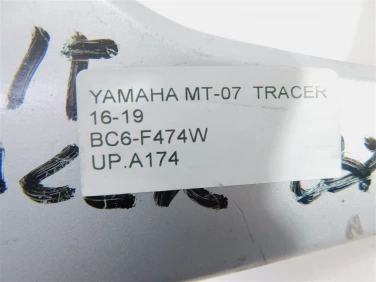 YAMAHA MT-07 TRACER
16-19
BC6-F474W
UP.A174